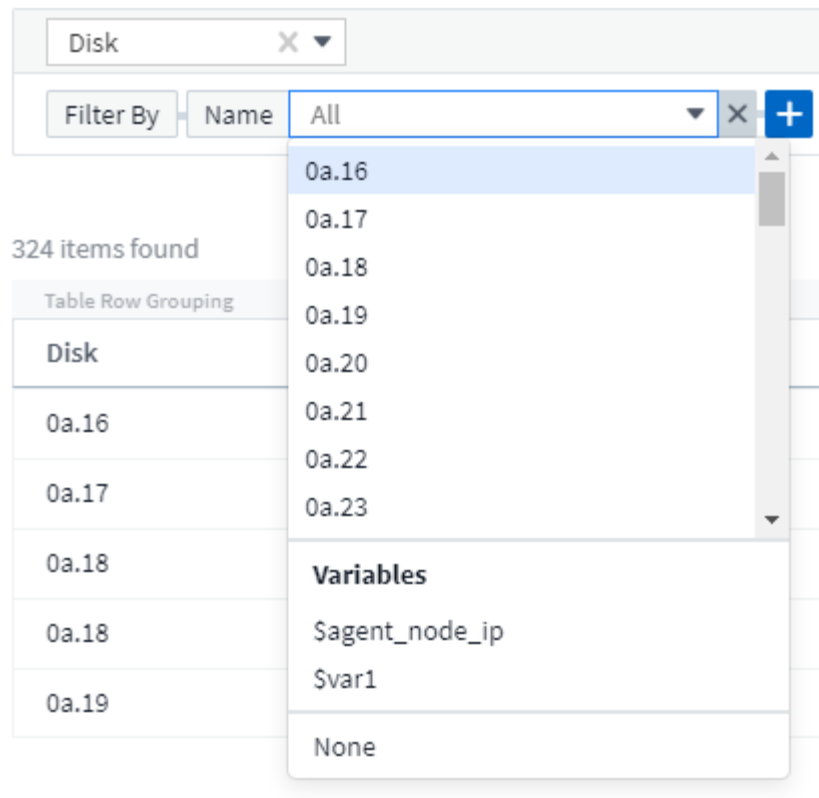 Disk
Filter By Name All
0a.16
0a.17
0a.18
0a.19
0a.20
0a.21
0a.22
0a.23
Variables
$agent_node_ip
$var1
None
324 items found
Table Row Grouping
Disk
0a.16
0a.17
0a.18
0a.18
0a.19